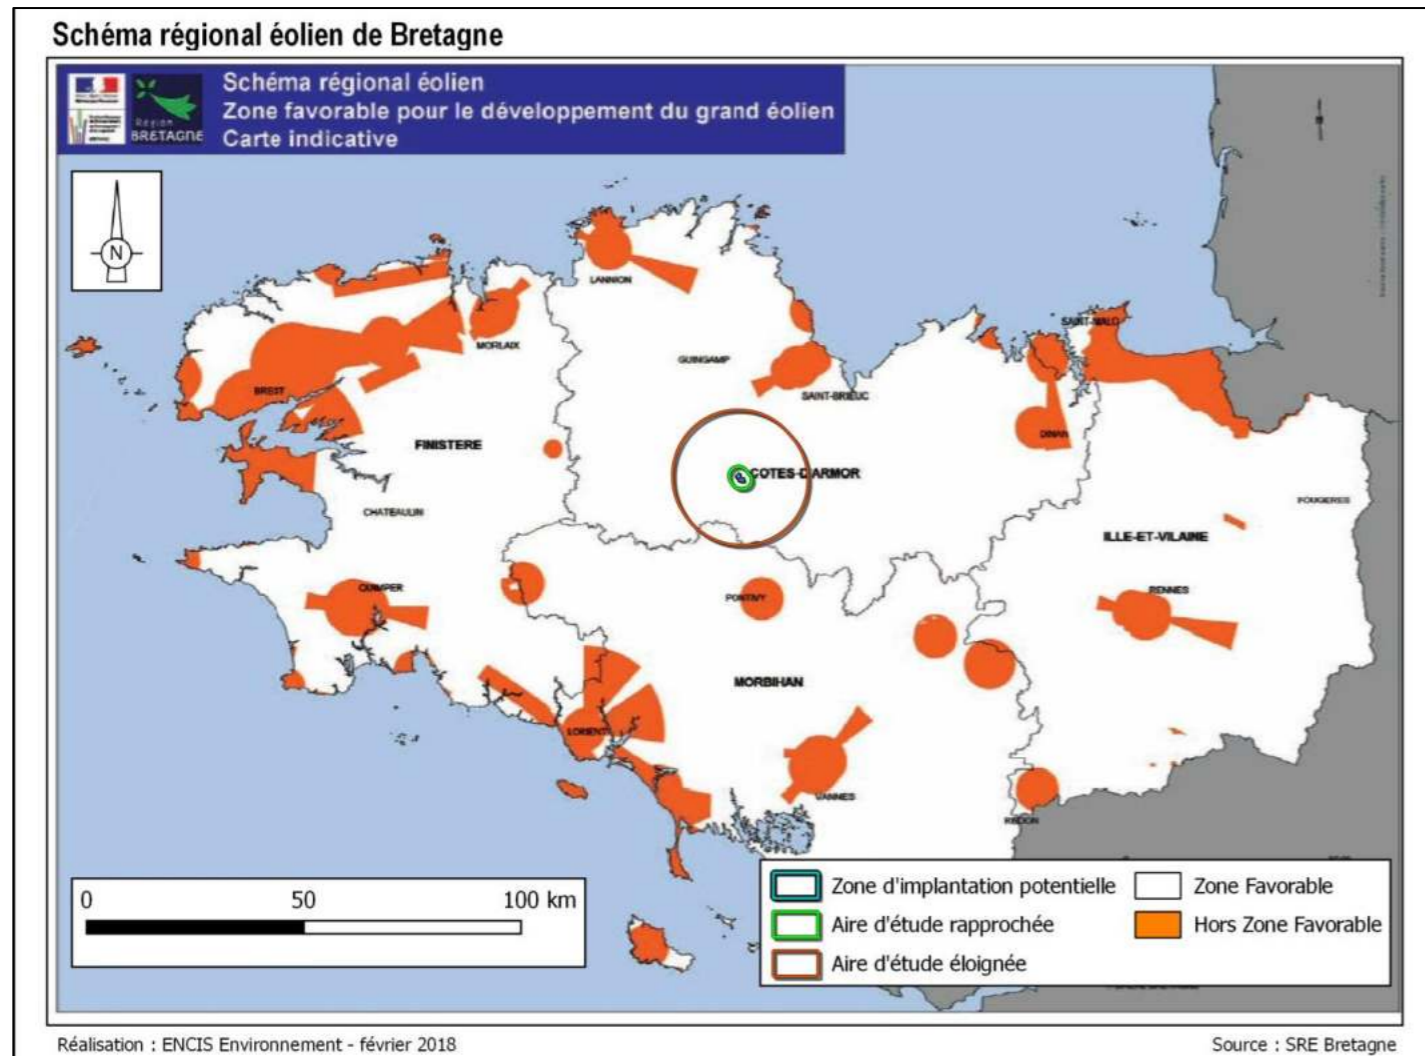 Schéma régional éolien de Bretagne
Schéma régional éolien
Zone favorable pour le développement du grand éolien
Carte indicative
Région
BRETAGNE
N
LANNION
SAINT-MALO
MORLAIX
GUINGAMP
BREST
SAINT-BRIEUC
DINAN
FINISTERE
COTES-D'ARMOR
FOUGERES
CHATEAULIN
ILLE-ET-VILAINE
QUIMPER
PONTIVY
RENNES
MORBIHAN
LORIENT
VANNES
REDON
0 50 100 km
Zone d'implantation potentielle
Zone Favorable
Aire d'étude rapprochée
Hors Zone Favorable
Aire d'étude éloignée
Réalisation : ENCIS Environnement - février 2018
Source : SRE Bretagne